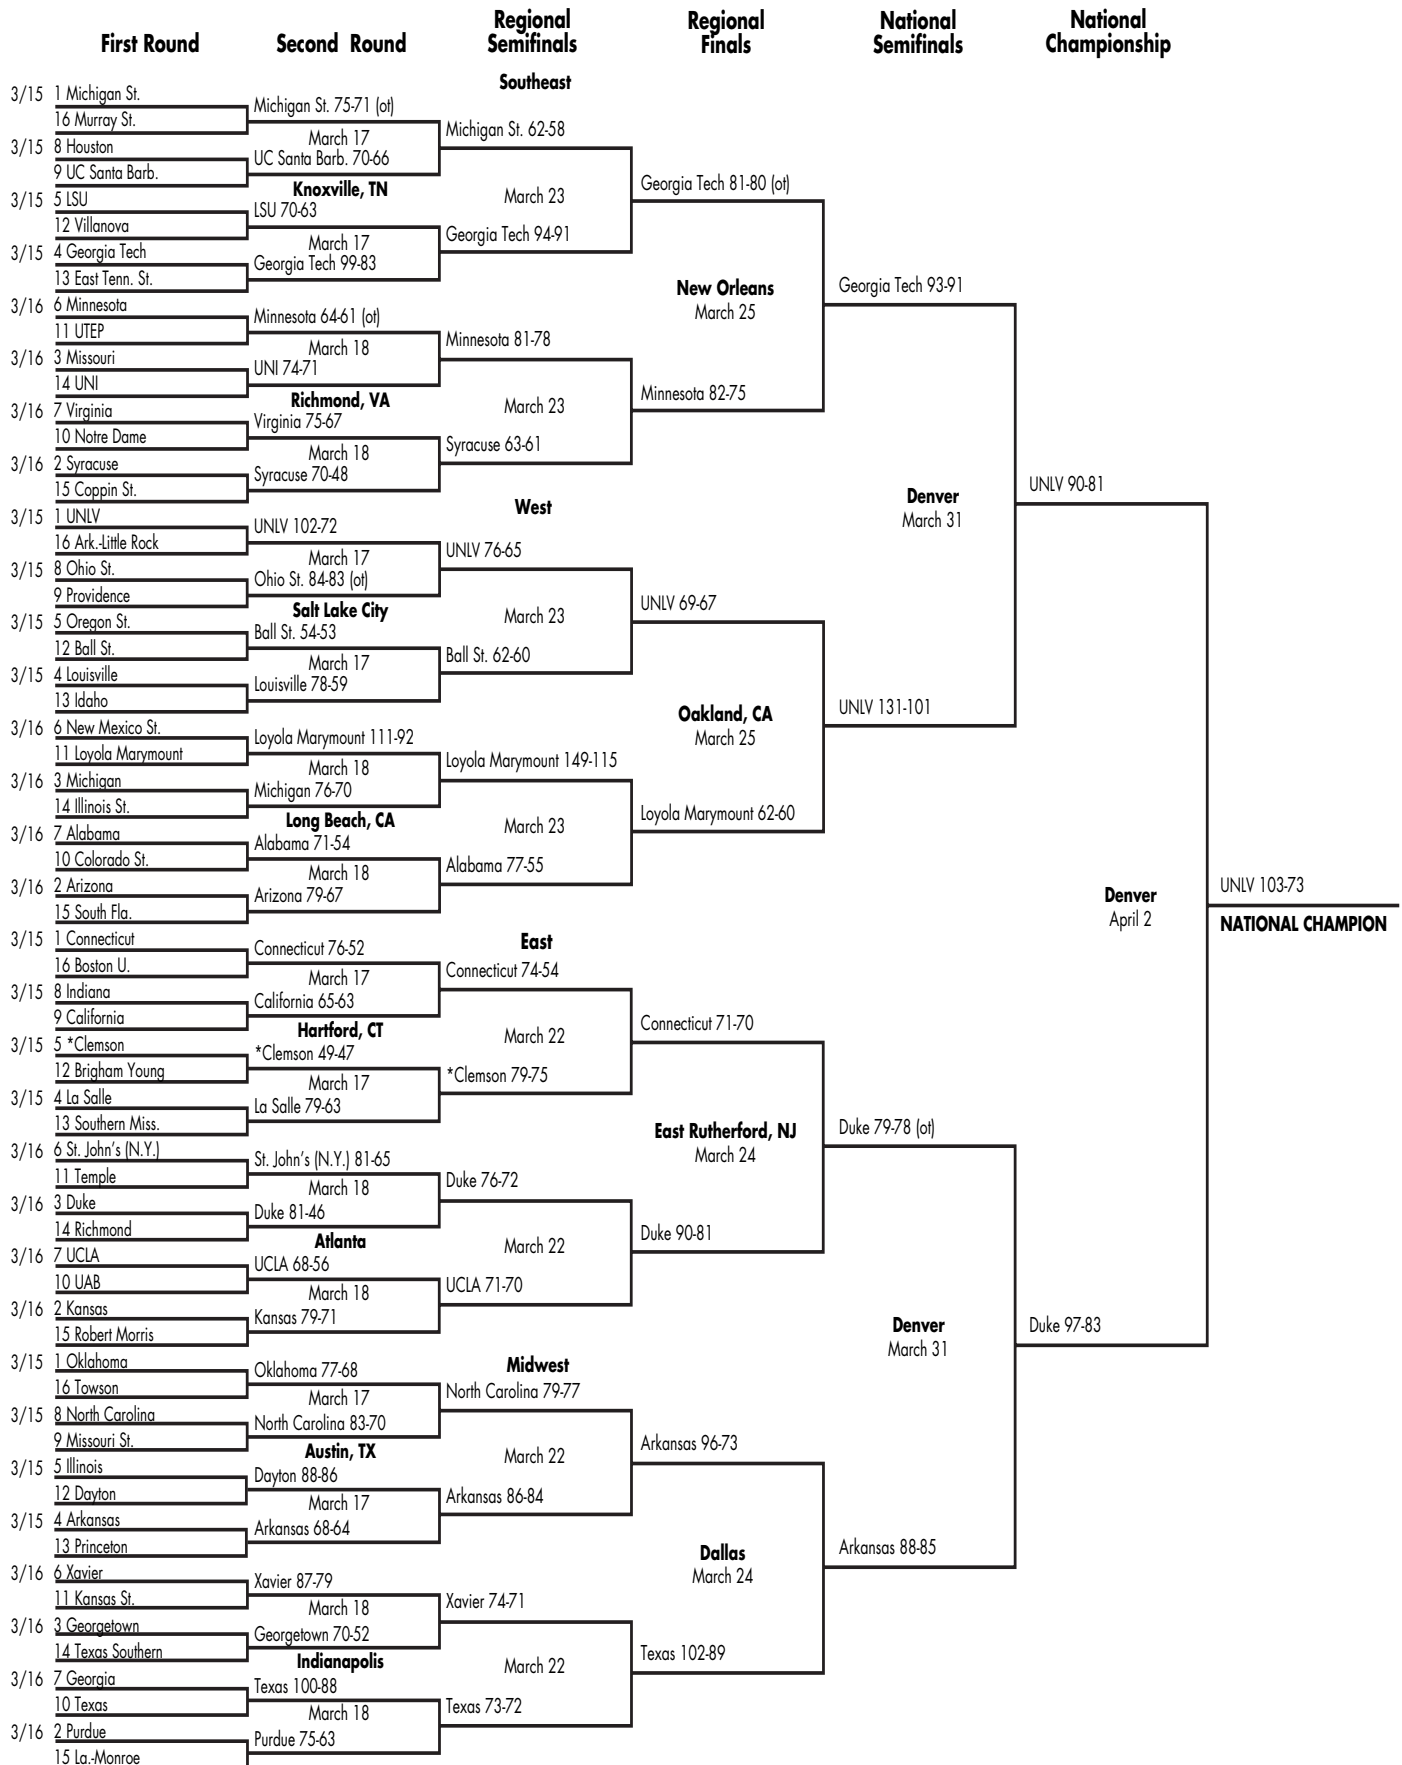 First Round
Second Round
Regional
Semifinals
Regional
Finals
National
Semifinals
National
Championship
Southeast
3/15 1 Michigan St.
16 Murray St.
3/15 8 Houston
9 UC Santa Barb.
3/15 5 LSU
12 Villanova
3/15 4 Georgia Tech
13 East Tenn. St.
3/16 6 Minnesota
11 UTEP
3/16 3 Missouri
14 UNI
3/16 7 Virginia
10 Notre Dame
3/16 2 Syracuse
15 Coppin St.
Michigan St. 75-71 (ot)
March 17
UC Santa Barb. 70-66
Knoxville, TN
LSU 70-63
March 17
Georgia Tech 99-83
Minnesota 64-61 (ot)
March 18
UNI 74-71
Richmond, VA
Virginia 75-67
March 18
Syracuse 70-48
Michigan St. 62-58
March 23
Georgia Tech 94-91
Minnesota 81-78
March 23
Syracuse 63-61
Georgia Tech 81-80 (ot)
New Orleans
March 25
Minnesota 82-75
Georgia Tech 93-91
West
3/15 1 UNLV
16 Ark.-Little Rock
3/15 8 Ohio St.
9 Providence
3/15 5 Oregon St.
12 Ball St.
3/15 4 Louisville
13 Idaho
3/16 6 New Mexico St.
11 Loyola Marymount
3/16 3 Michigan
14 Illinois St.
3/16 7 Alabama
10 Colorado St.
3/16 2 Arizona
15 South Fla.
UNLV 102-72
March 17
Ohio St. 84-83 (ot)
Salt Lake City
Ball St. 54-53
March 17
Louisville 78-59
Loyola Marymount 111-92
March 18
Michigan 76-70
Long Beach, CA
Alabama 71-54
March 18
Arizona 79-67
UNLV 76-65
March 23
Ball St. 62-60
Loyola Marymount 149-115
March 23
Alabama 77-55
UNLV 69-67
Oakland, CA
March 25
Loyola Marymount 62-60
UNLV 131-101
Denver
March 31
UNLV 90-81
East
3/15 1 Connecticut
16 Boston U.
3/15 8 Indiana
9 California
3/15 5 *Clemson
12 Brigham Young
3/15 4 La Salle
13 Southern Miss.
3/16 6 St. John's (N.Y.)
11 Temple
3/16 3 Duke
14 Richmond
3/16 7 UCLA
10 UAB
3/16 2 Kansas
15 Robert Morris
Connecticut 76-52
March 17
California 65-63
Hartford, CT
*Clemson 49-47
March 17
La Salle 79-63
St. John's (N.Y.) 81-65
March 18
Duke 81-46
Atlanta
UCLA 68-56
March 18
Kansas 79-71
Connecticut 74-54
March 22
*Clemson 79-75
Duke 76-72
March 22
UCLA 71-70
Connecticut 71-70
East Rutherford, NJ
March 24
Duke 90-81
Duke 79-78 (ot)
Midwest
3/15 1 Oklahoma
16 Towson
3/15 8 North Carolina
9 Missouri St.
3/15 5 Illinois
12 Dayton
3/15 4 Arkansas
13 Princeton
3/16 6 Xavier
11 Kansas St.
3/16 3 Georgetown
14 Texas Southern
3/16 7 Georgia
10 Texas
3/16 2 Purdue
15 La.-Monroe
Oklahoma 77-68
March 17
North Carolina 83-70
Austin, TX
Dayton 88-86
March 17
Arkansas 68-64
Xavier 87-79
March 18
Georgetown 70-52
Indianapolis
Texas 100-88
March 18
Purdue 75-63
North Carolina 79-77
March 22
Arkansas 86-84
Xavier 74-71
March 22
Texas 73-72
Arkansas 96-73
Dallas
March 24
Texas 102-89
Arkansas 88-85
Denver
March 31
Duke 97-83
Denver
April 2
UNLV 103-73
NATIONAL CHAMPION